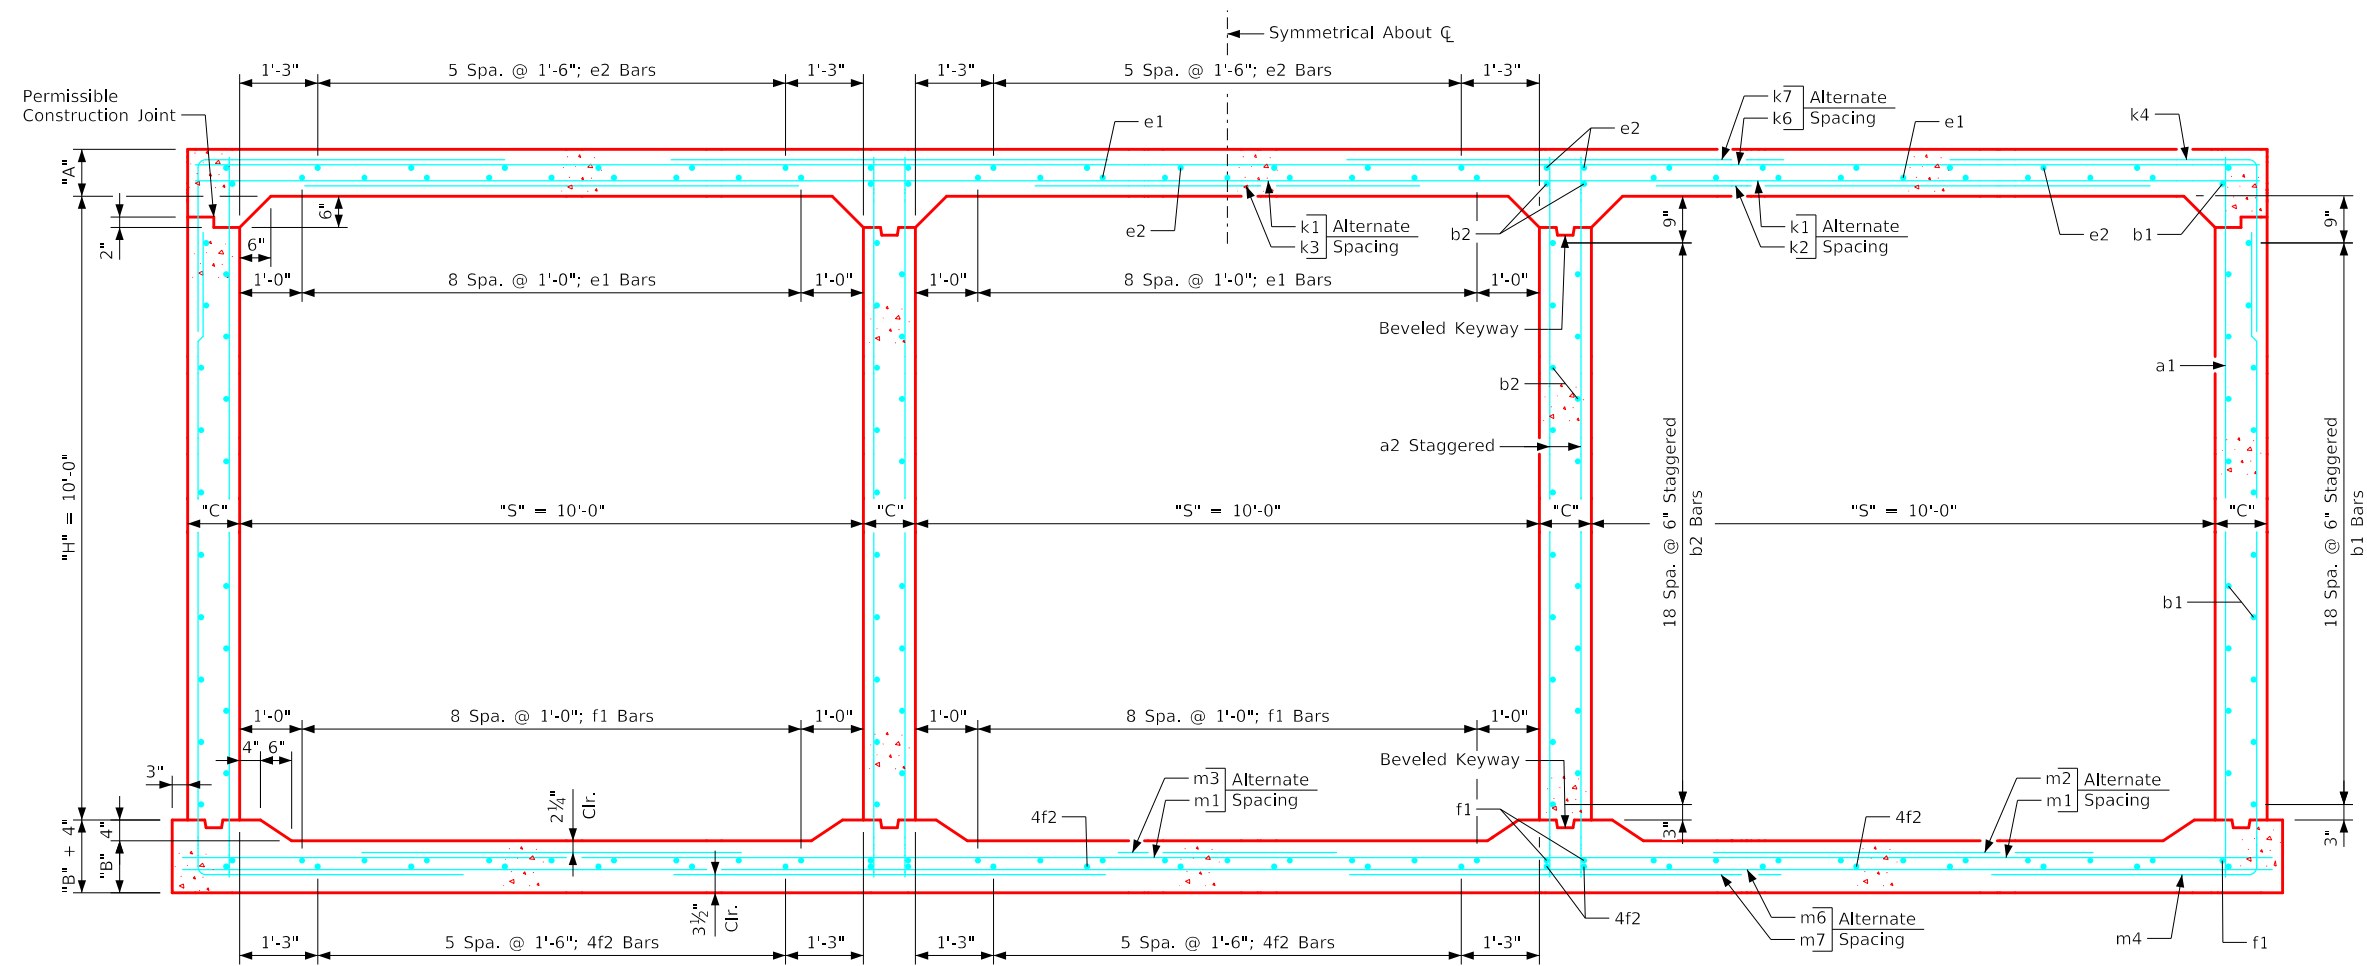 Symmetrical About ℄
1'-3"
5 Spa. @ 1'-6"; e2 Bars
1'-3"
1'-3"
5 Spa. @ 1'-6"; e2 Bars
1'-3"
Permissible
Construction Joint
k7
k6
Alternate
Spacing
e1
e2
e1
k4
"A"
6"
2"
6"
e2
k1
k3
Alternate
Spacing
b2
9"
k1
k2
Alternate
Spacing
e2
b1
9"
1'-0"
8 Spa. @ 1'-0"; e1 Bars
1'-0"
1'-0"
8 Spa. @ 1'-0"; e1 Bars
1'-0"
Beveled Keyway
a1
b2
a2 Staggered
"H" = 10'-0"
"C"
"S" = 10'-0"
"C"
"S" = 10'-0"
"C"
"S" = 10'-0"
"C"
18 Spa. @ 6" Staggered
b2 Bars
18 Spa. @ 6" Staggered
b1 Bars
b1
1'-0"
8 Spa. @ 1'-0"; f1 Bars
1'-0"
1'-0"
8 Spa. @ 1'-0"; f1 Bars
1'-0"
4"
6"
3"
Beveled Keyway
m3
m1
Alternate
Spacing
m2
m1
Alternate
Spacing
2¼"
Clr.
4f2
f1
4f2
"B" + 4"
4"
"B"
3"
3"
3½"
Clr.
4f2
m6
m7
Alternate
Spacing
m4
f1
1'-3"
5 Spa. @ 1'-6"; 4f2 Bars
1'-3"
1'-3"
5 Spa. @ 1'-6"; 4f2 Bars
1'-3"